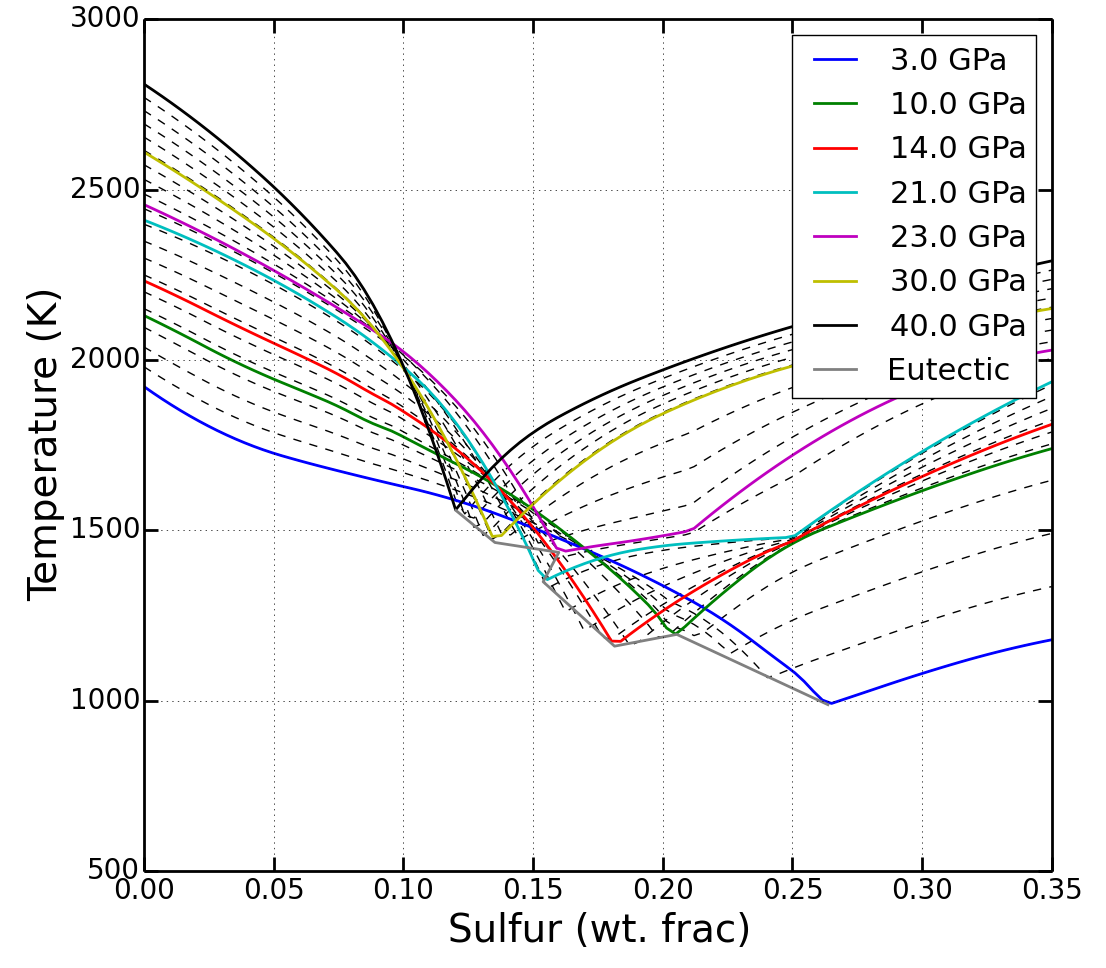 3000
2500
2000
1500
1000
500
Temperature (K)
0.00 0.05 0.10 0.15 0.20 0.25 0.30 0.35
Sulfur (wt. frac)
3.0 GPa
10.0 GPa
14.0 GPa
21.0 GPa
23.0 GPa
30.0 GPa
40.0 GPa
Eutectic